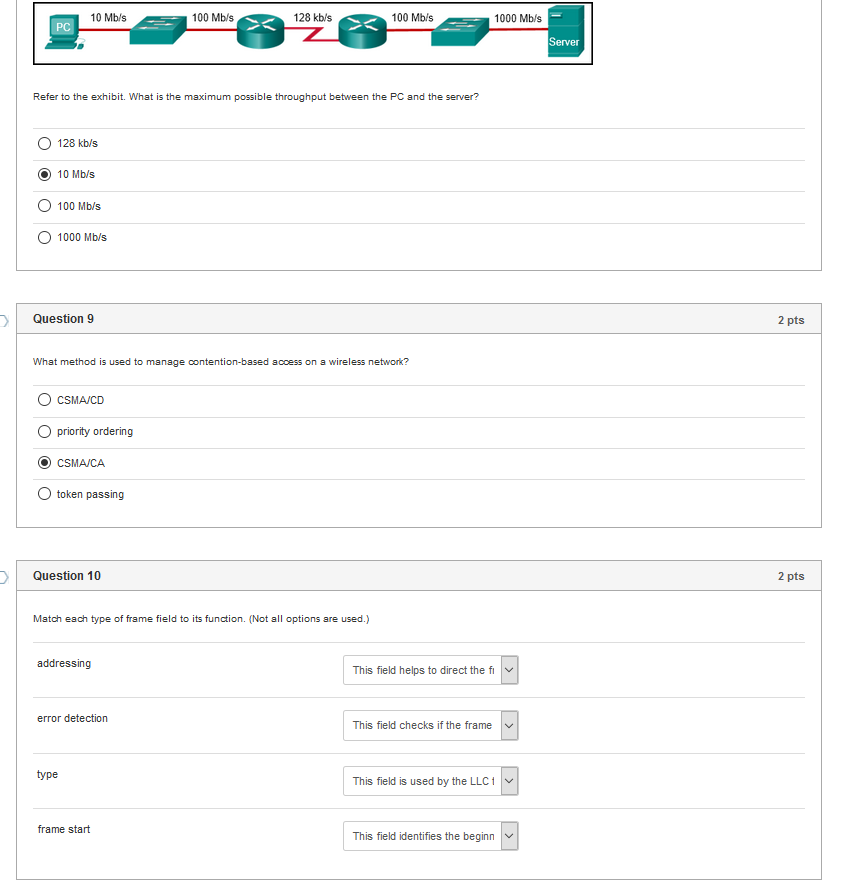 10 Mb/s 100 Mb/s 128 kb/s 100 Mb/s 1000 Mb/s
PC
Server
Refer to the exhibit. What is the maximum possible throughput between the PC and the server?
128 kb/s
10 Mb/s
100 Mb/s
1000 Mb/s
Question 9 2 pts
What method is used to manage contention-based access on a wireless network?
CSMA/CD
priority ordering
CSMA/CA
token passing
Question 10 2 pts
Match each type of frame field to its function. (Not all options are used.)
addressing This field helps to direct the
error detection This field checks if the frame
type This field is used by the LLC
frame start This field identifies the beginn